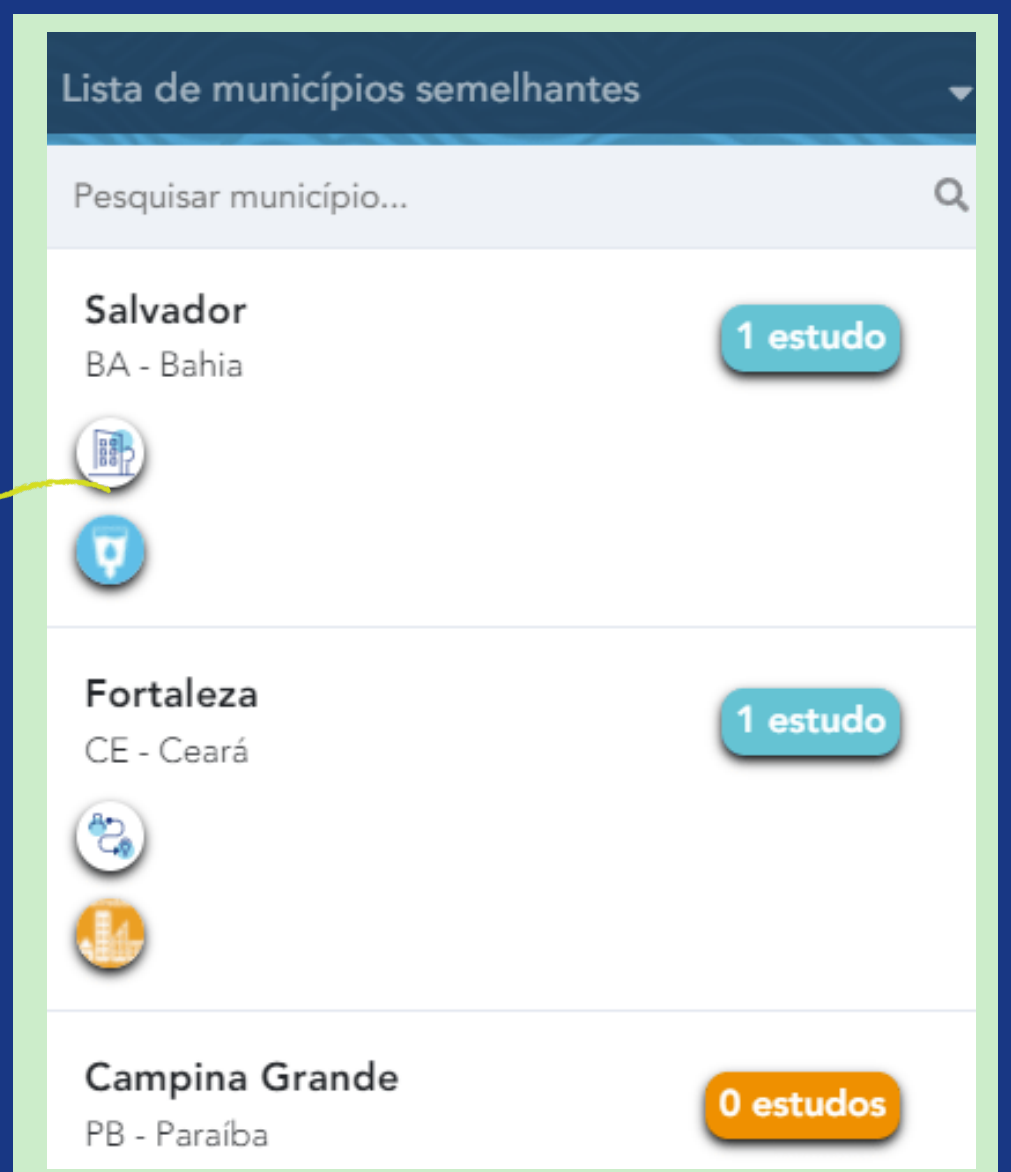 Lista de municípios semelhantes
Pesquisar município...
Salvador
1 estudo
BA - Bahia
Fortaleza
1 estudo
CE - Ceará
Campina Grande
0 estudos
PB - Paraíba